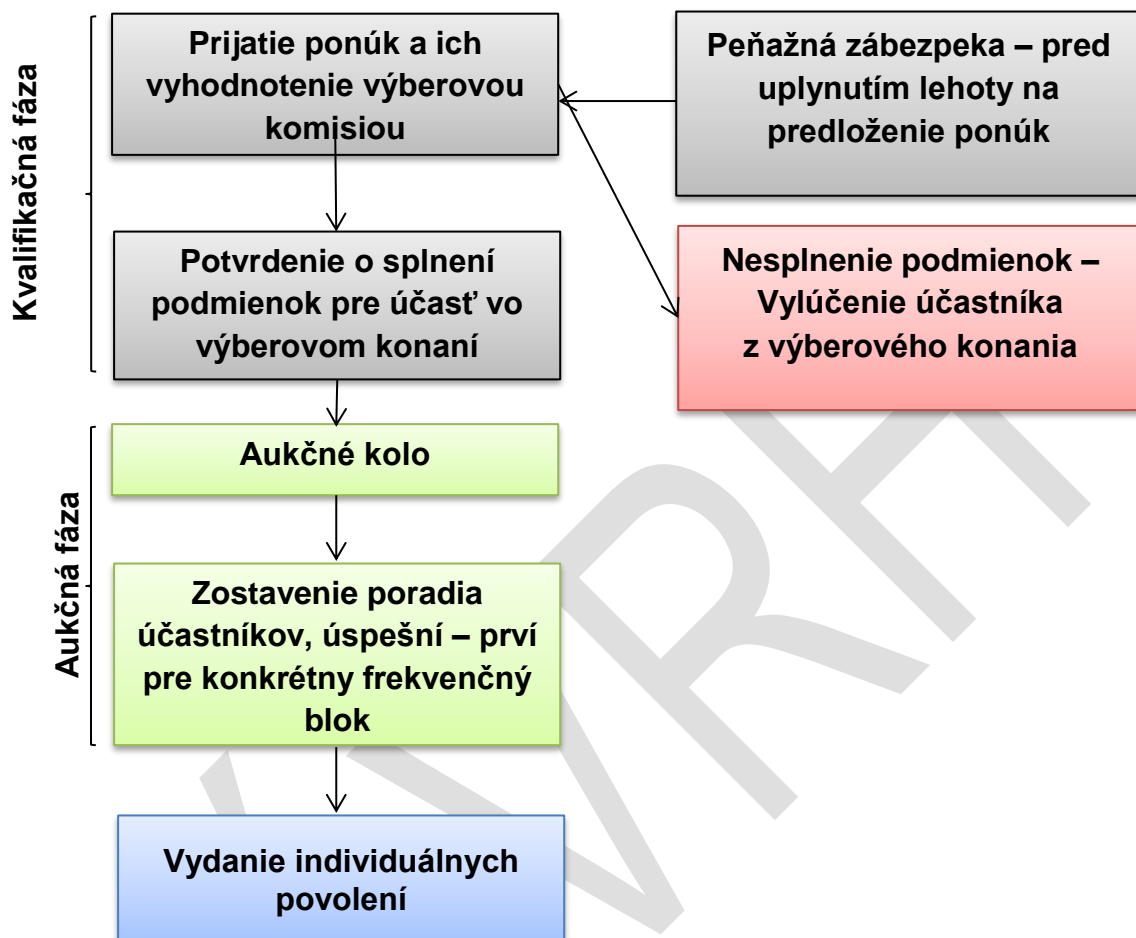 Kvalifikačná fáza
Prijatie ponúk a ich
vyhodnotenie výberovou
komisiou
Peňažná zábezpeka – pred
uplynutím lehoty na
predloženie ponúk
Potvrdenie o splnení
podmienok pre účasť vo
výberovom konaní
Nesplnenie podmienok –
Vylúčenie účastníka
z výberového konania
Aukčná fáza
Aukčné kolo
Zostavenie poradia
účastníkov, úspešní – prví
pre konkrétny frekvenčný
blok
Vydanie individuálnych
povolení